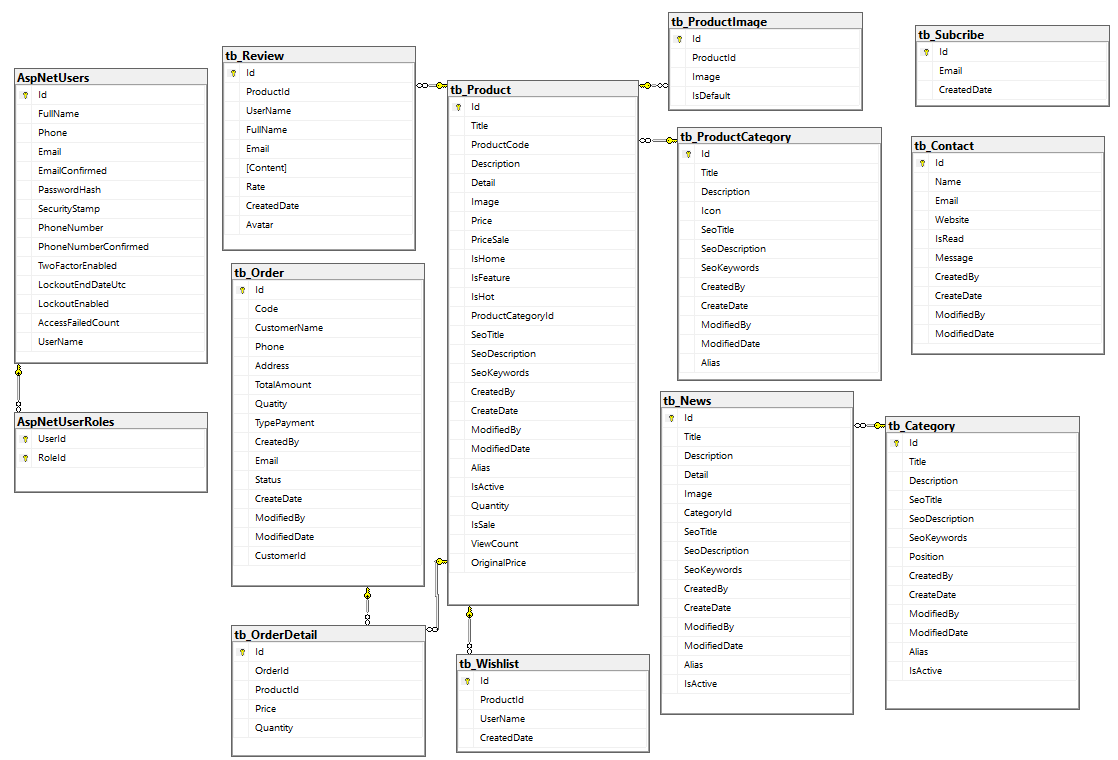 AspNetUsers
Id
FullName
Phone
Email
EmailConfirmed
PasswordHash
SecurityStamp
PhoneNumber
PhoneNumberConfirmed
TwoFactorEnabled
LockoutEndDateUtc
LockoutEnabled
AccessFailedCount
UserName
AspNetUserRoles
UserId
RoleId
tb_Review
Id
ProductId
UserName
FullName
Email
[Content]
Rate
CreatedDate
Avatar
tb_Order
Id
Code
CustomerName
Phone
Address
TotalAmount
Quatity
TypePayment
CreatedBy
Email
Status
CreateDate
ModifiedBy
ModifiedDate
CustomerId
tb_OrderDetail
Id
OrderId
ProductId
Price
Quantity
tb_Product
Id
Title
ProductCode
Description
Detail
Image
Price
PriceSale
IsHome
IsFeature
IsHot
ProductCategoryId
SeoTitle
SeoDescription
SeoKeywords
CreatedBy
CreateDate
ModifiedBy
ModifiedDate
Alias
IsActive
Quantity
IsSale
ViewCount
OriginalPrice
tb_Wishlist
Id
ProductId
UserName
CreatedDate
tb_ProductImage
Id
ProductId
Image
IsDefault
tb_ProductCategory
Id
Title
Description
Icon
SeoTitle
SeoDescription
SeoKeywords
CreatedBy
CreateDate
ModifiedBy
ModifiedDate
Alias
tb_News
Id
Title
Description
Detail
Image
CategoryId
SeoTitle
SeoDescription
SeoKeywords
CreatedBy
CreateDate
ModifiedBy
ModifiedDate
Alias
IsActive
tb_Subcribe
Id
Email
CreatedDate
tb_Contact
Id
Name
Email
Website
IsRead
Message
CreatedBy
CreateDate
ModifiedBy
ModifiedDate
tb_Category
Id
Title
Description
SeoTitle
SeoDescription
SeoKeywords
Position
CreatedBy
CreateDate
ModifiedBy
ModifiedDate
Alias
IsActive